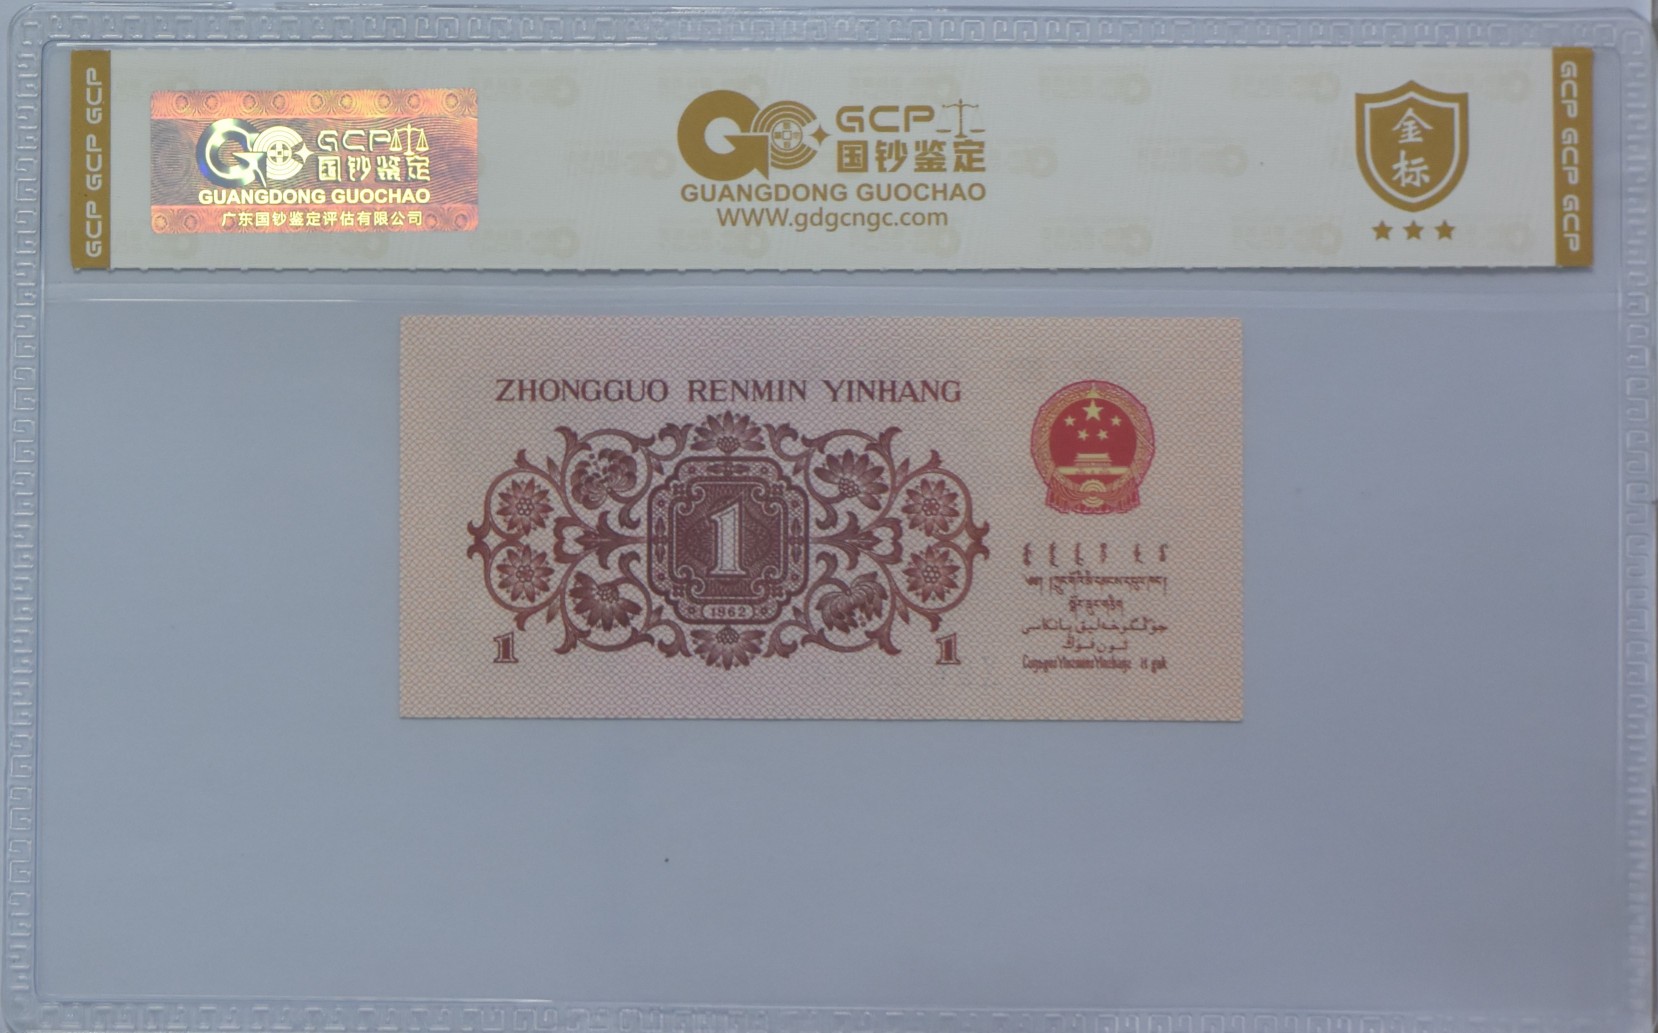 GCP GCP GCP
GCP 国钞鉴定
GUANGDONG GUOCHAO
广东国钞鉴定评估有限公司
GCP
国钞鉴定
GUANGDONG GUOCHAO
WWW.gdgcngc.com
金标
GCP GCP GCP
ZHONGGUO RENMIN YINHANG
1
1962
1
1
جۇڭگوخەلىق بانكاسى